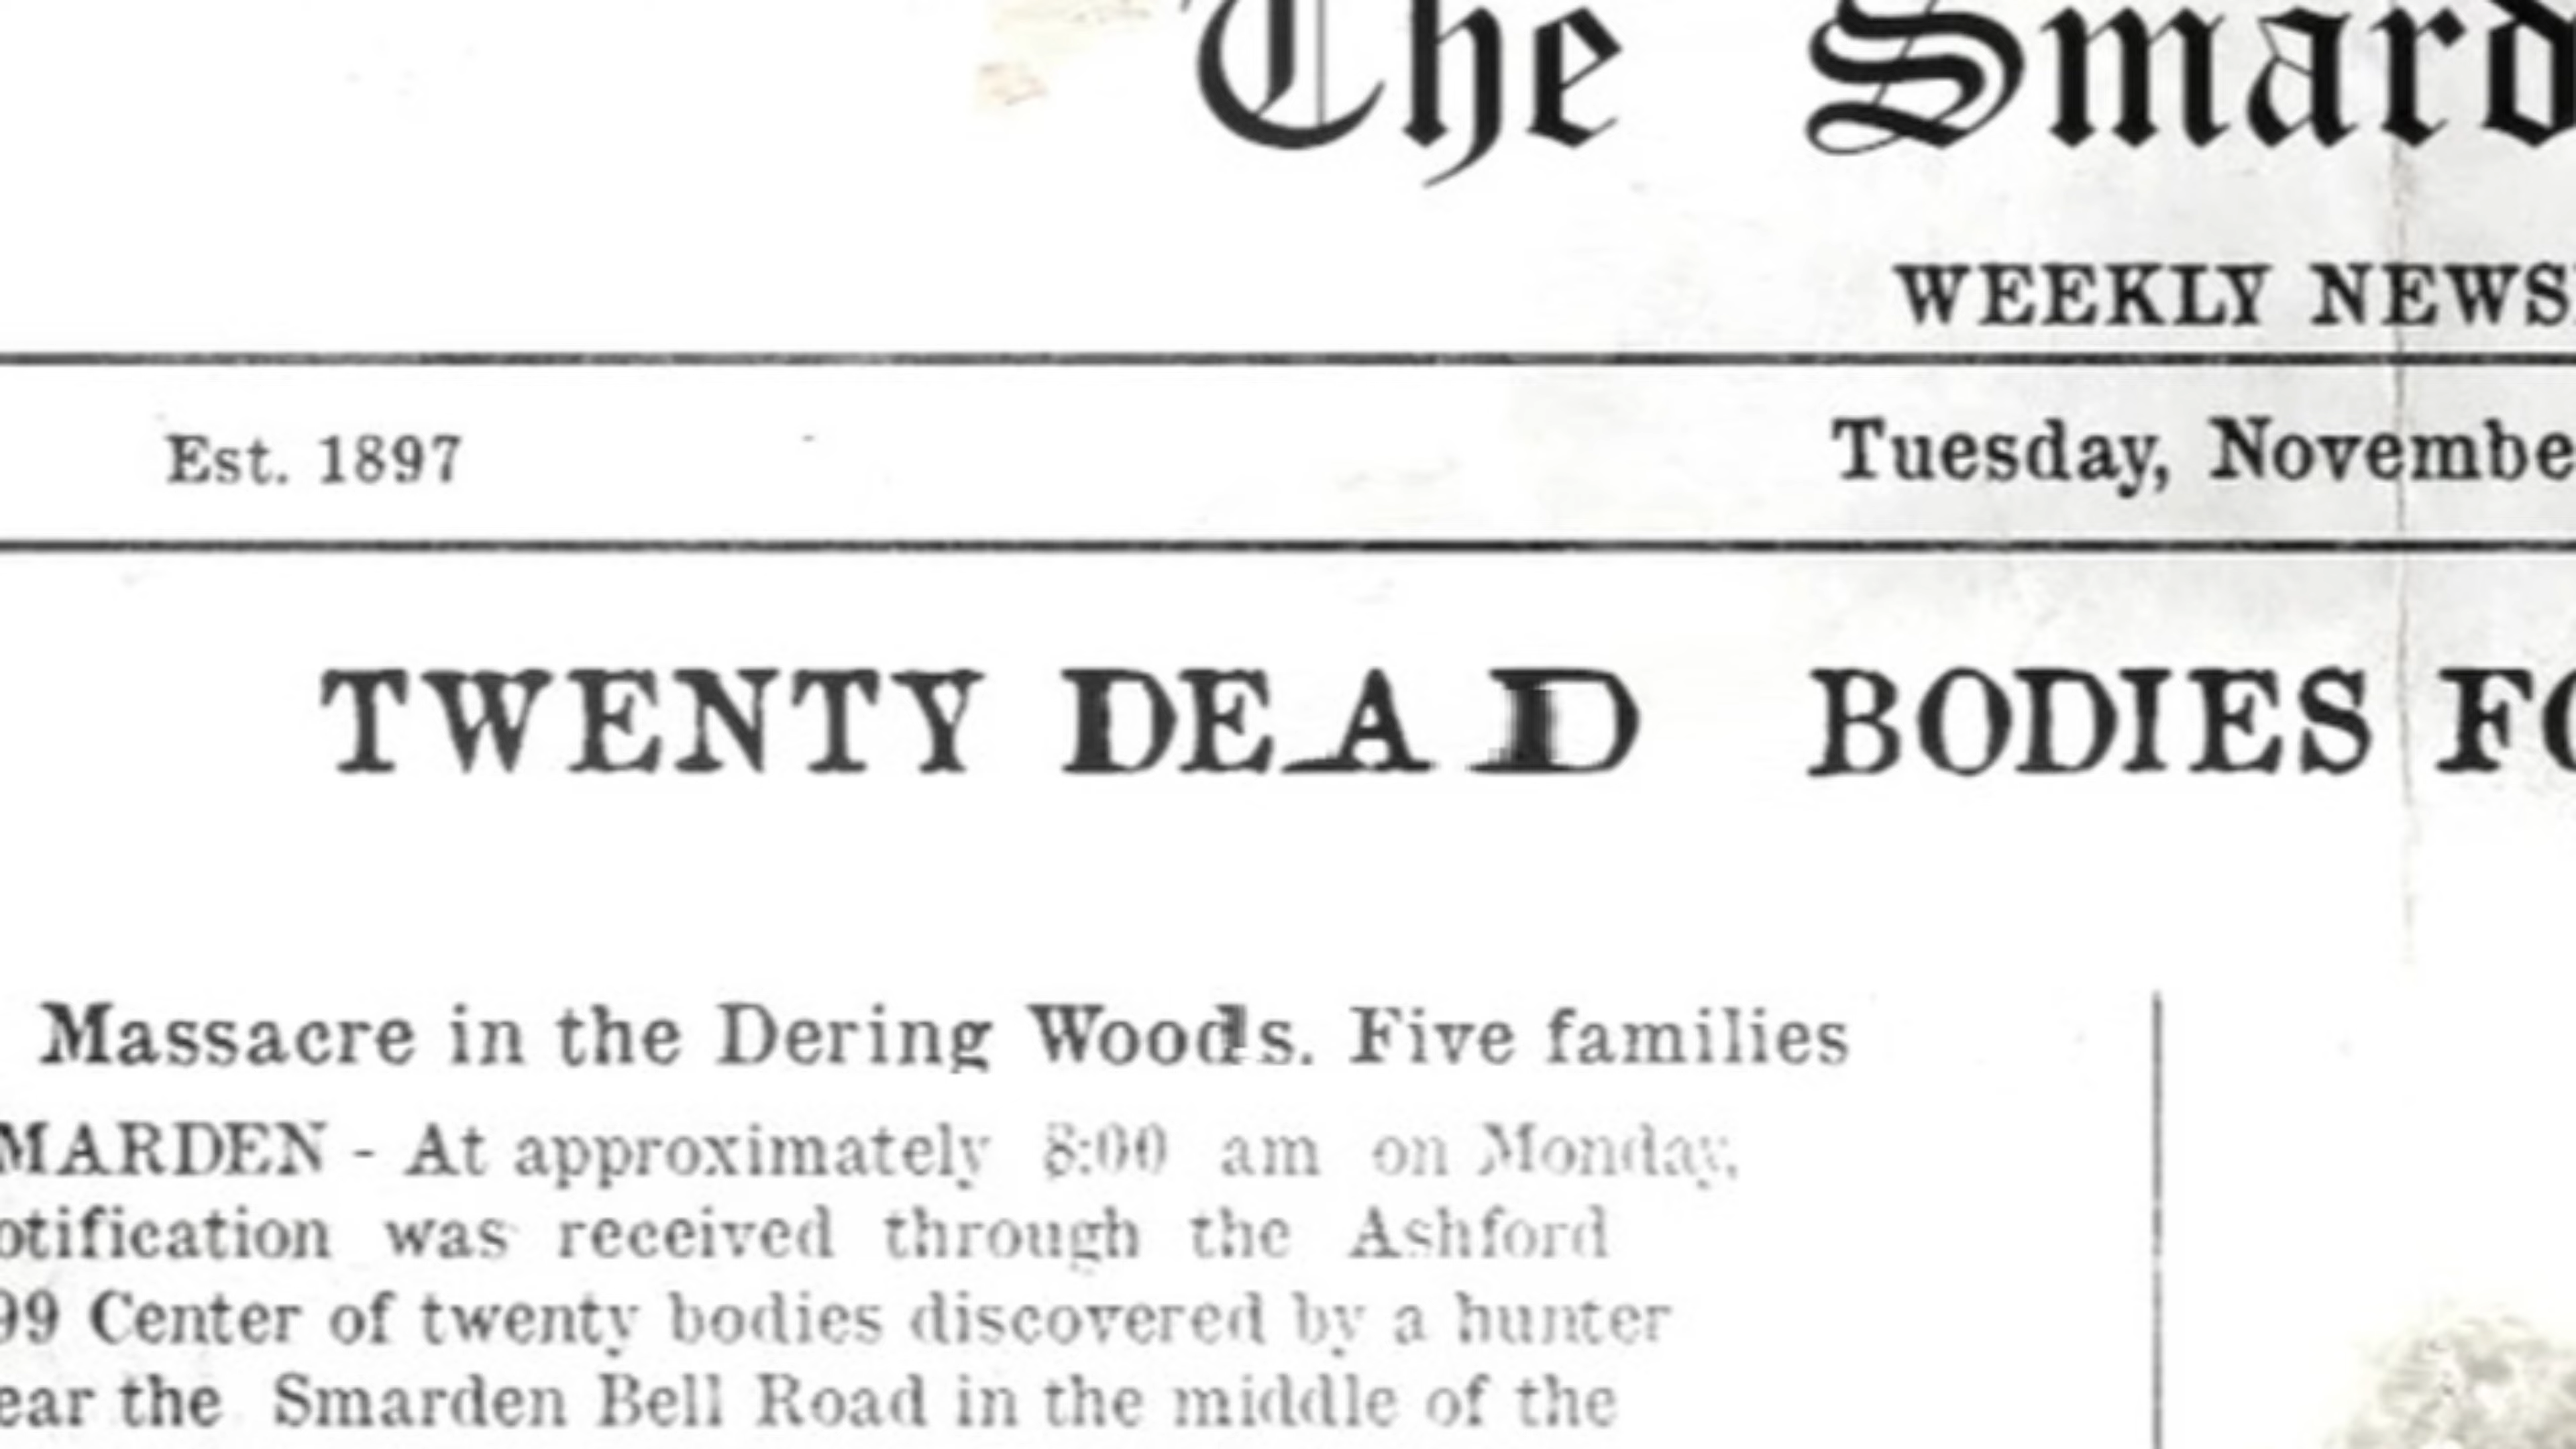 The Smard
WEEKLY NEWS
Est. 1897
Tuesday, Novembe
TWENTY DEAD BODIES FO
Massacre in the Dering Woods. Five families
MARDEN - At approximately 8:00 am on Monday,
otification was received through the Ashford
99 Center of twenty bodies discovered by a hunter
ear the Smarden Bell Road in the middle of the